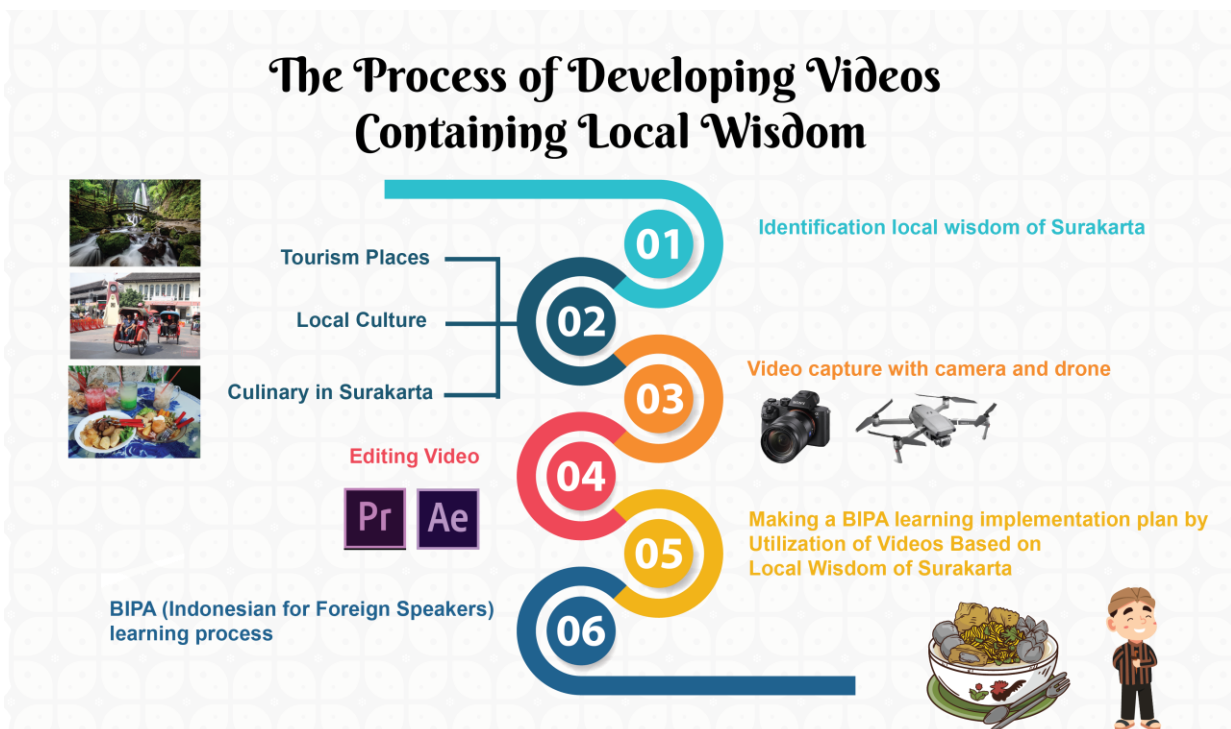 The Process of Developing Videos
Containing Local Wisdom
01
Identification local wisdom of Surakarta
Tourism Places
Local Culture
Culinary in Surakarta
02
03
Video capture with camera and drone
Editing Video
Pr
Ae
04
05
Making a BIPA learning implementation plan by
Utilization of Videos Based on
Local Wisdom of Surakarta
BIPA (Indonesian for Foreign Speakers)
learning process
06